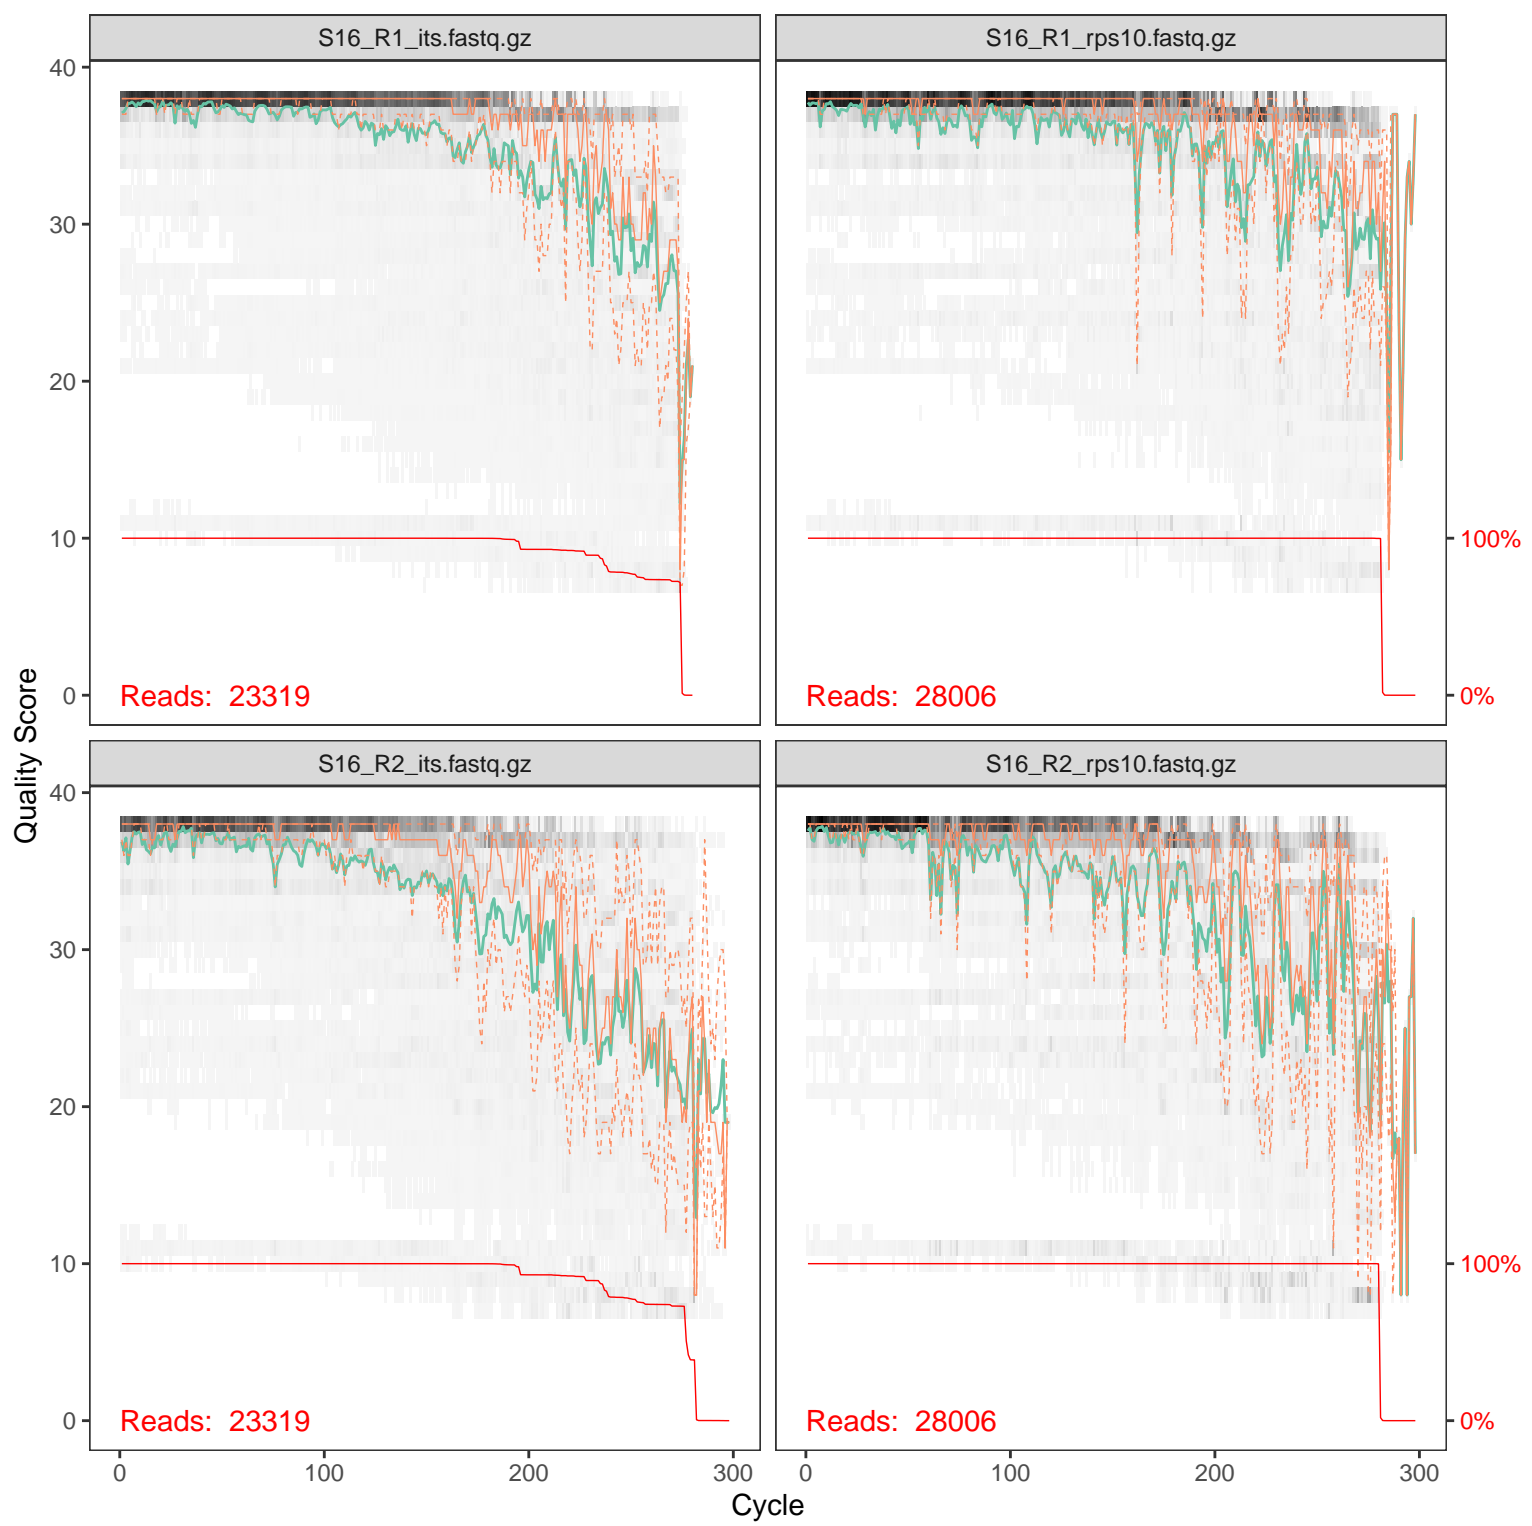 S16_R1_its.fastq.gz
S16_R1_rps10.fastq.gz
40
30
20
10
0
100%
0%
Reads: 23319
Reads: 28006
Quality Score
S16_R2_its.fastq.gz
S16_R2_rps10.fastq.gz
40
30
20
10
0
100%
0%
Reads: 23319
Reads: 28006
0 100 200 300
0 100 200 300
Cycle